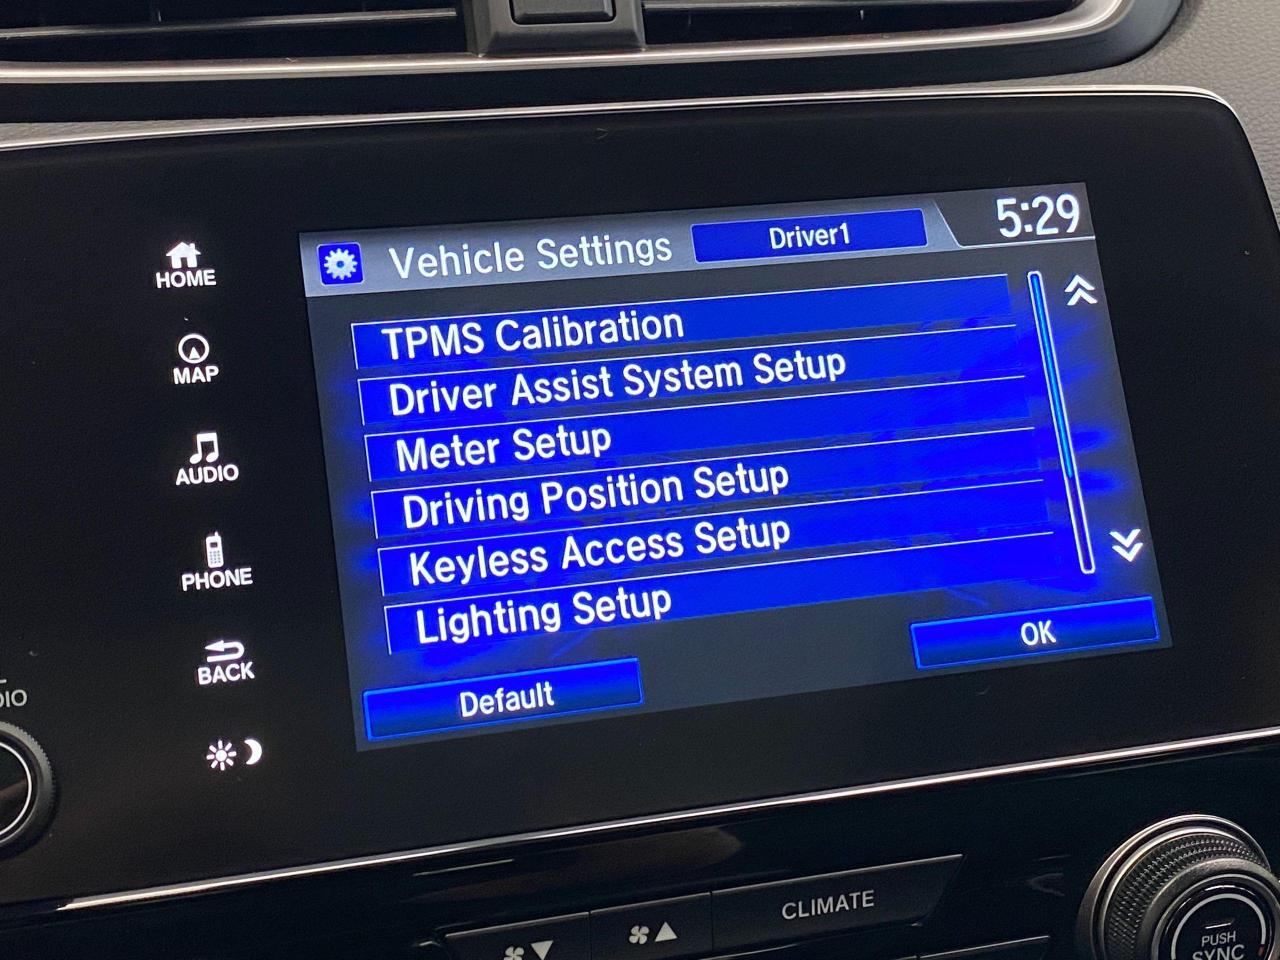 Vehicle Settings
Driver1
5:29
HOME
MAP
AUDIO
PHONE
BACK
TPMS Calibration
Driver Assist System Setup
Meter Setup
Driving Position Setup
Keyless Access Setup
Lighting Setup
Default
OK
CLIMATE
PUSH
SYNC